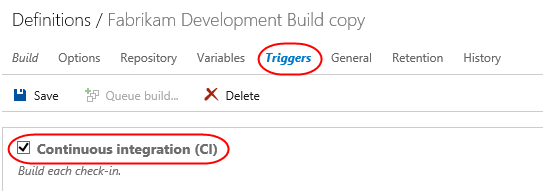 Definitions / Fabrikam Development Build copy
Build Options Repository Variables Triggers General Retention History
Save Queue build... Delete
Continuous integration (CI)
Build each check-in.